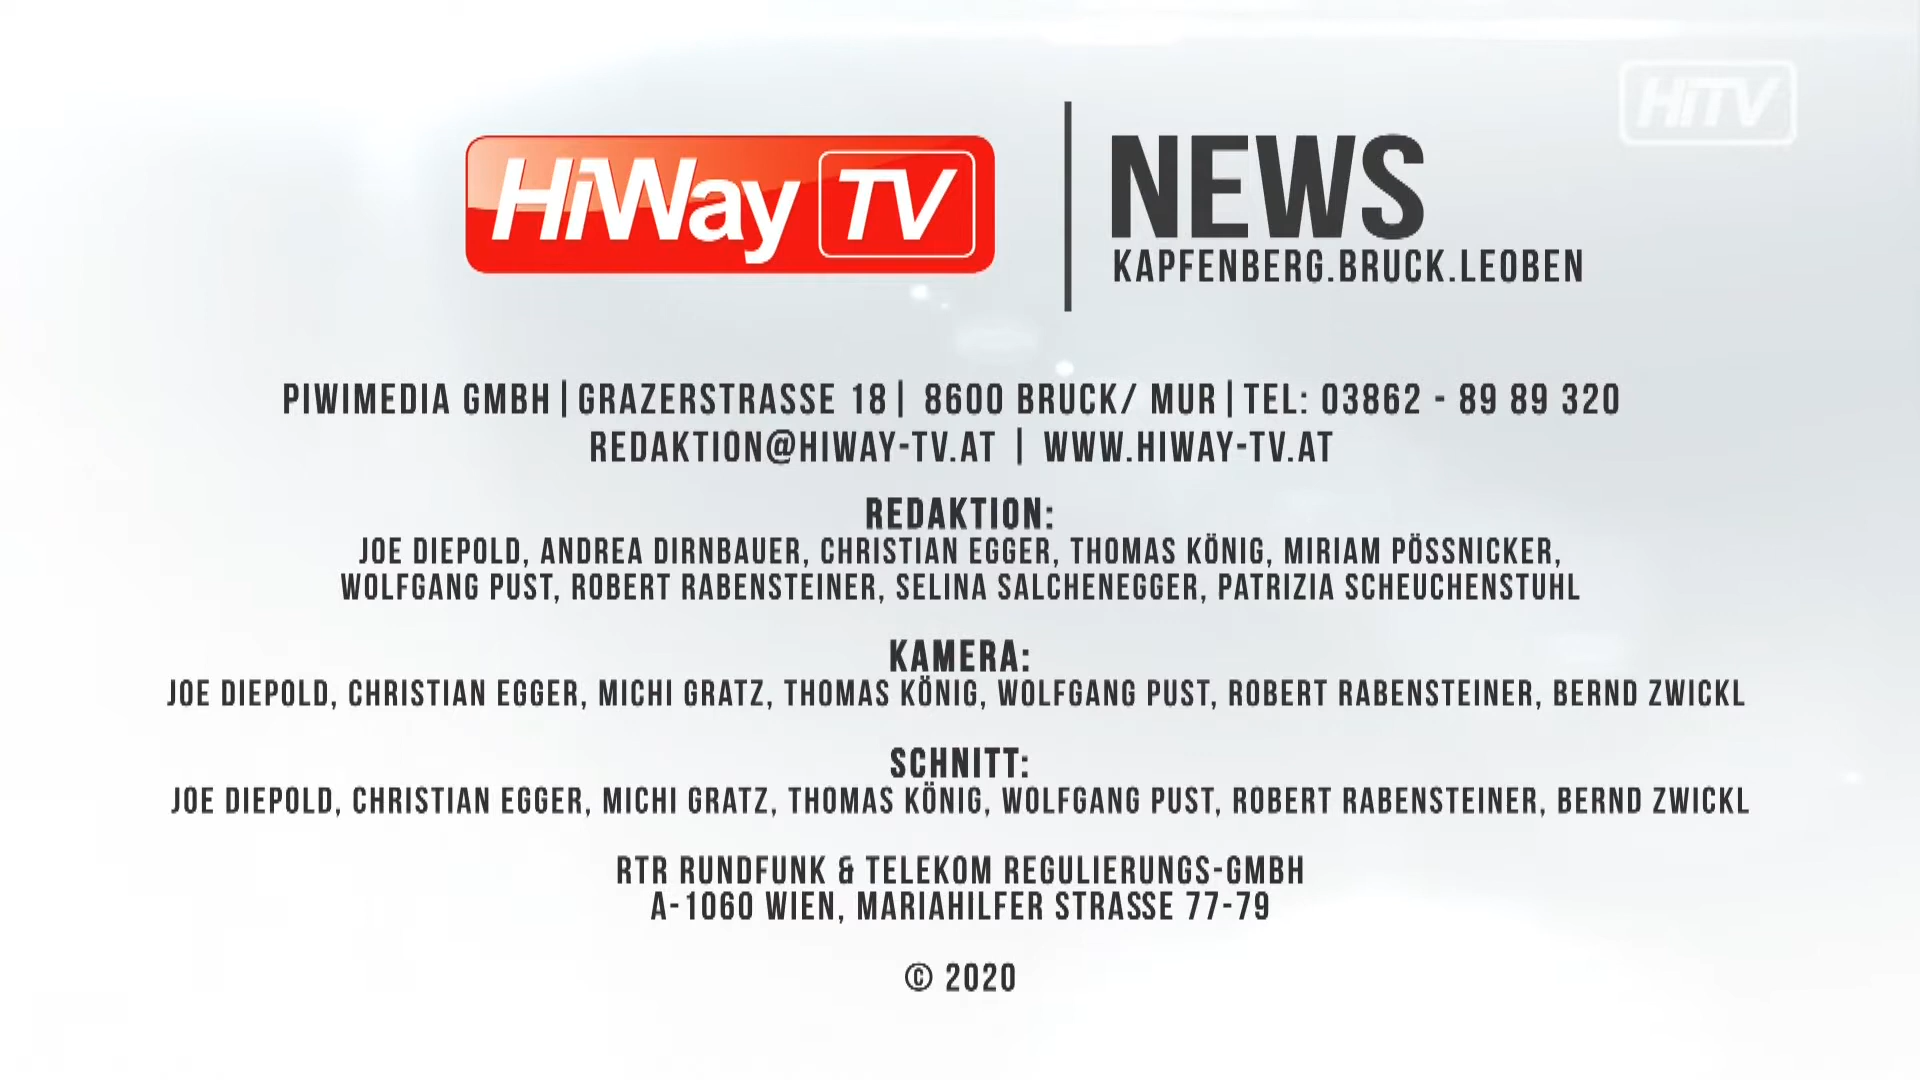 HiTV
HiWay TV
NEWS
KAPFENBERG.BRUCK.LEOBEN
PIWIMEDIA GMBH|GRAZERSTRASSE 18| 8600 BRUCK/ MUR|TEL: 03862 - 89 89 320
REDAKTION@HIWAY-TV.AT | WWW.HIWAY-TV.AT
REDAKTION:
JOE DIEPOLD, ANDREA DIRNBAUER, CHRISTIAN EGGER, THOMAS KÖNIG, MIRIAM PÖSSNICKER,
WOLFGANG PUST, ROBERT RABENSTEINER, SELINA SALCHENEGGER, PATRIZIA SCHEUCHENSTUHL
KAMERA:
JOE DIEPOLD, CHRISTIAN EGGER, MICHI GRATZ, THOMAS KÖNIG, WOLFGANG PUST, ROBERT RABENSTEINER, BERND ZWICKL
SCHNITT:
JOE DIEPOLD, CHRISTIAN EGGER, MICHI GRATZ, THOMAS KÖNIG, WOLFGANG PUST, ROBERT RABENSTEINER, BERND ZWICKL
RTR RUNDFUNK & TELEKOM REGULIERUNGS-GMBH
A-1060 WIEN, MARIAHILFER STRASSE 77-79
© 2020